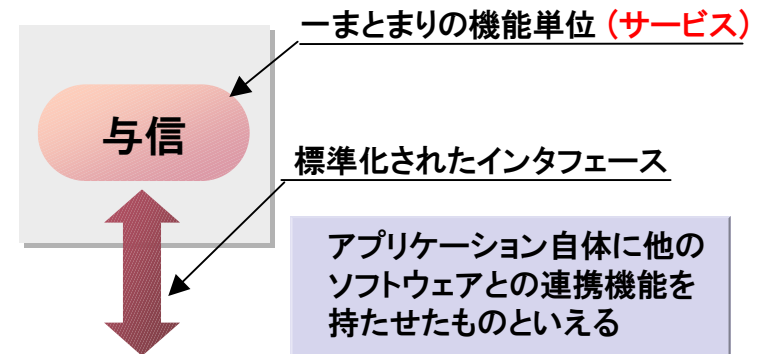 一まとまりの機能単位（サービス）
与信
標準化されたインタフェース
アプリケーション自体に他の
ソフトウェアとの連携機能を
持たせたものといえる